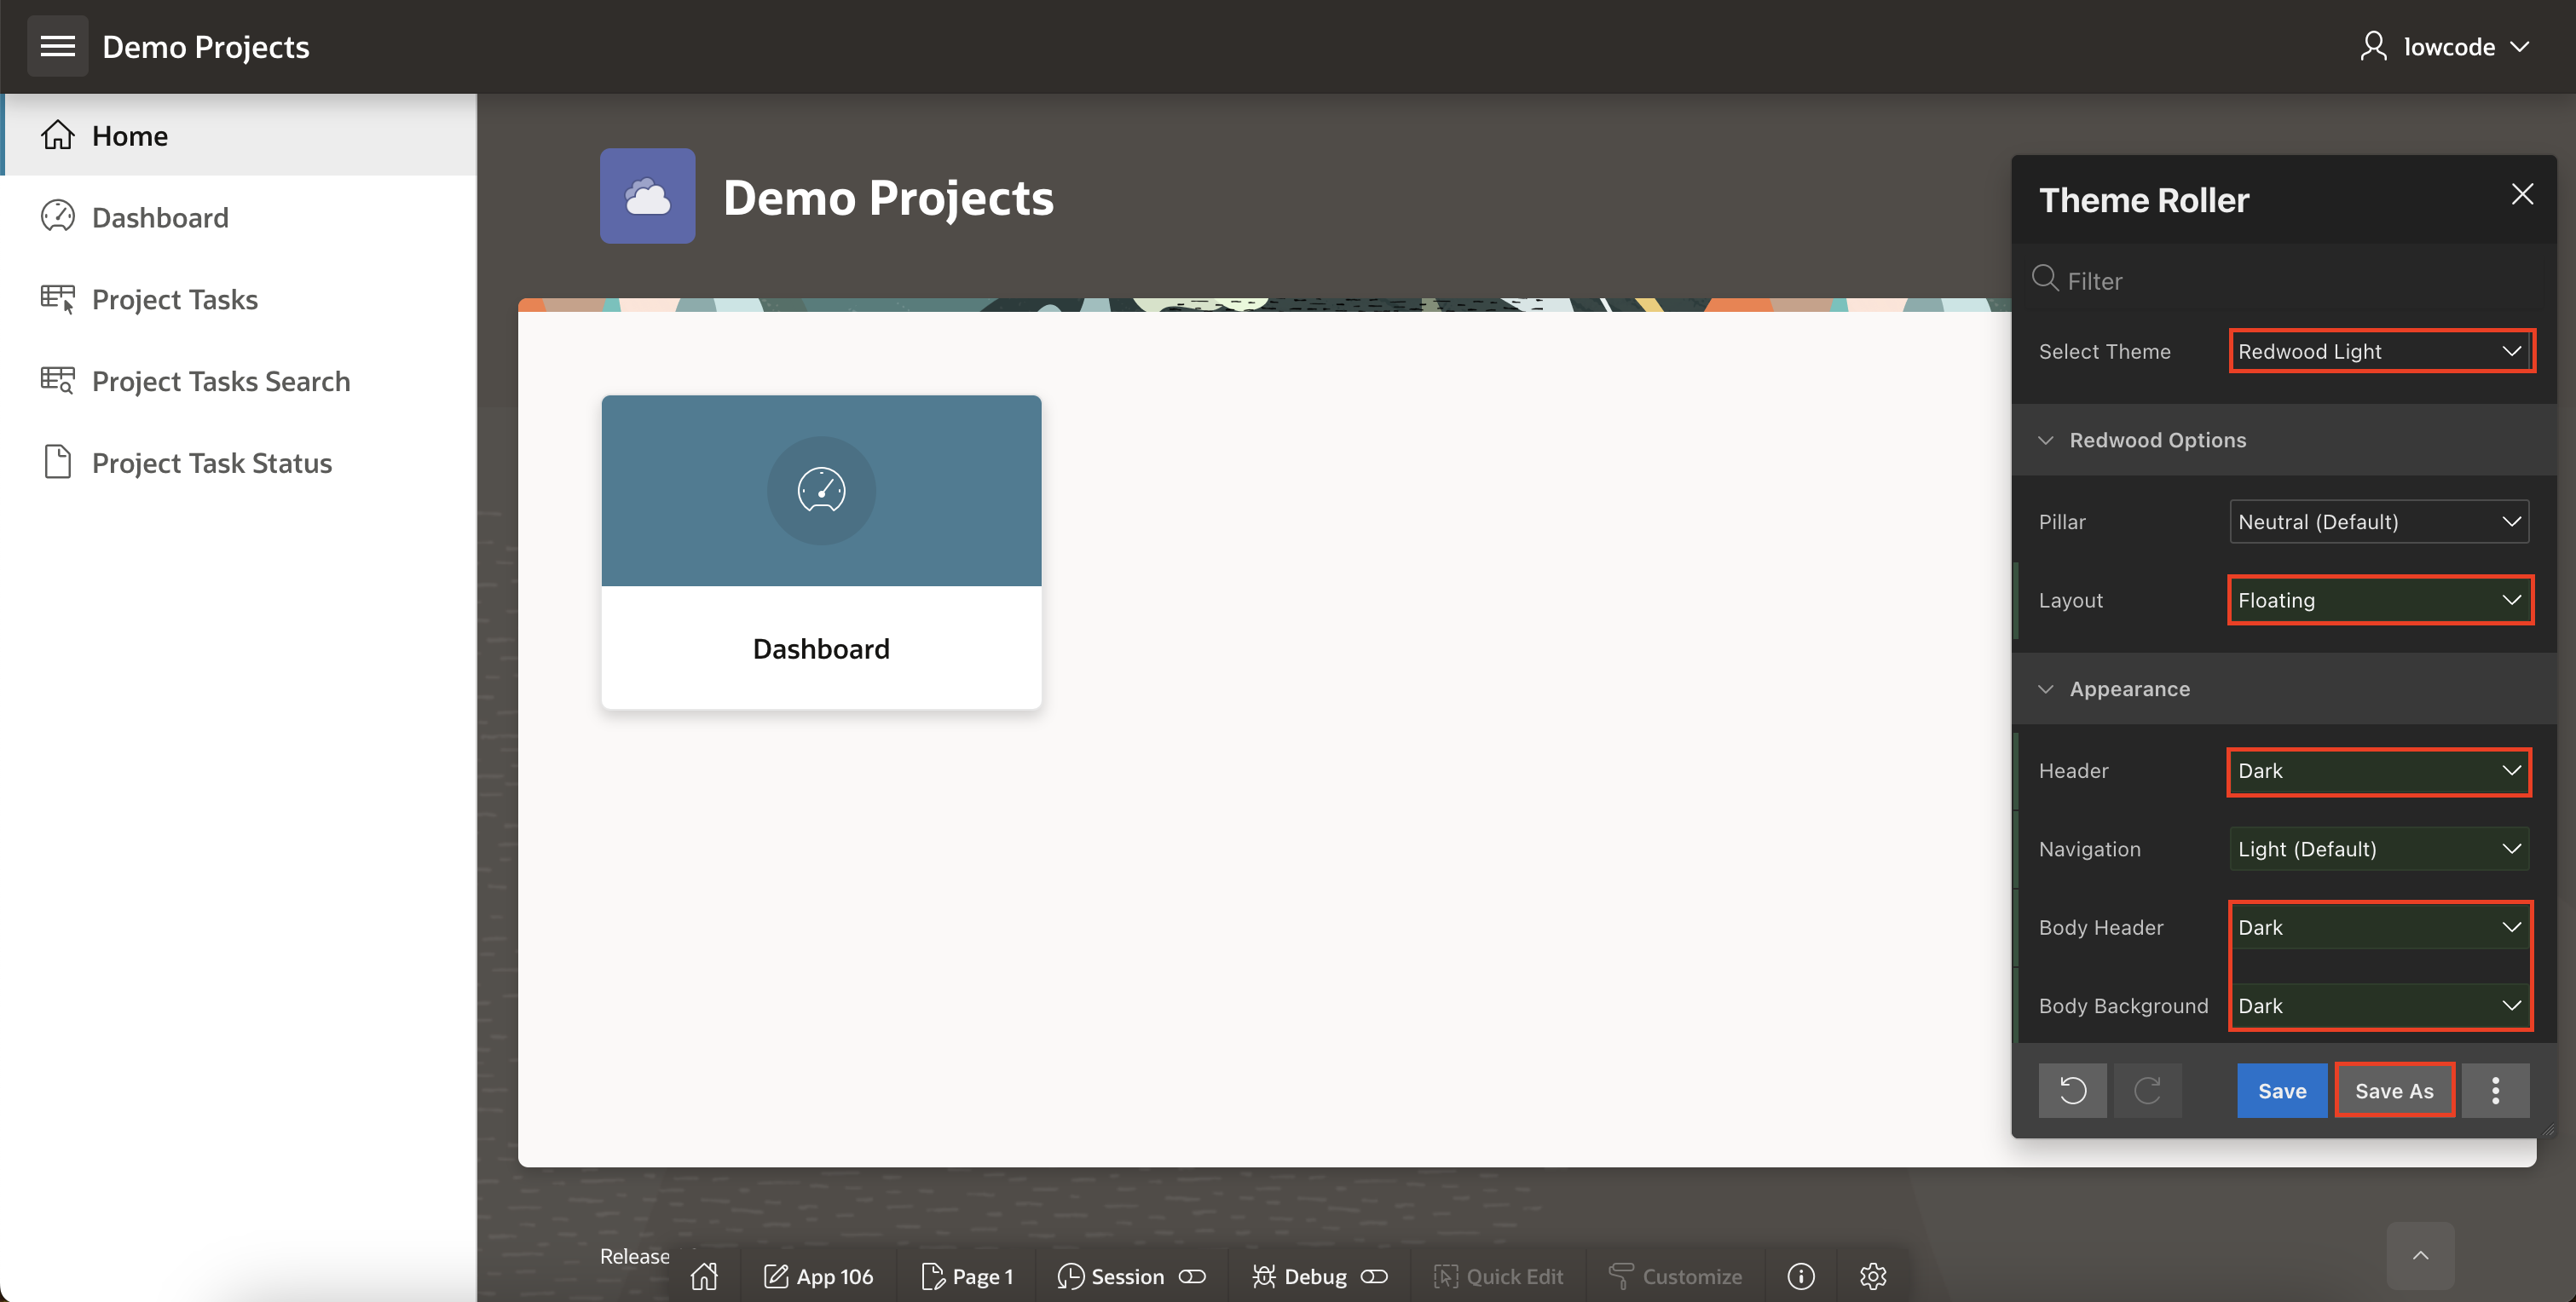 Demo Projects
lowcode
Home
Dashboard
Project Tasks
Project Tasks Search
Project Task Status
Demo Projects
Dashboard
Theme Roller
Filter
Select Theme
Redwood Light
Redwood Options
Pillar
Neutral (Default)
Layout
Floating
Appearance
Header
Dark
Navigation
Light (Default)
Body Header
Dark
Body Background
Dark
Save
Save As
Release
App 106
Page 1
Session
Debug
Quick Edit
Customize